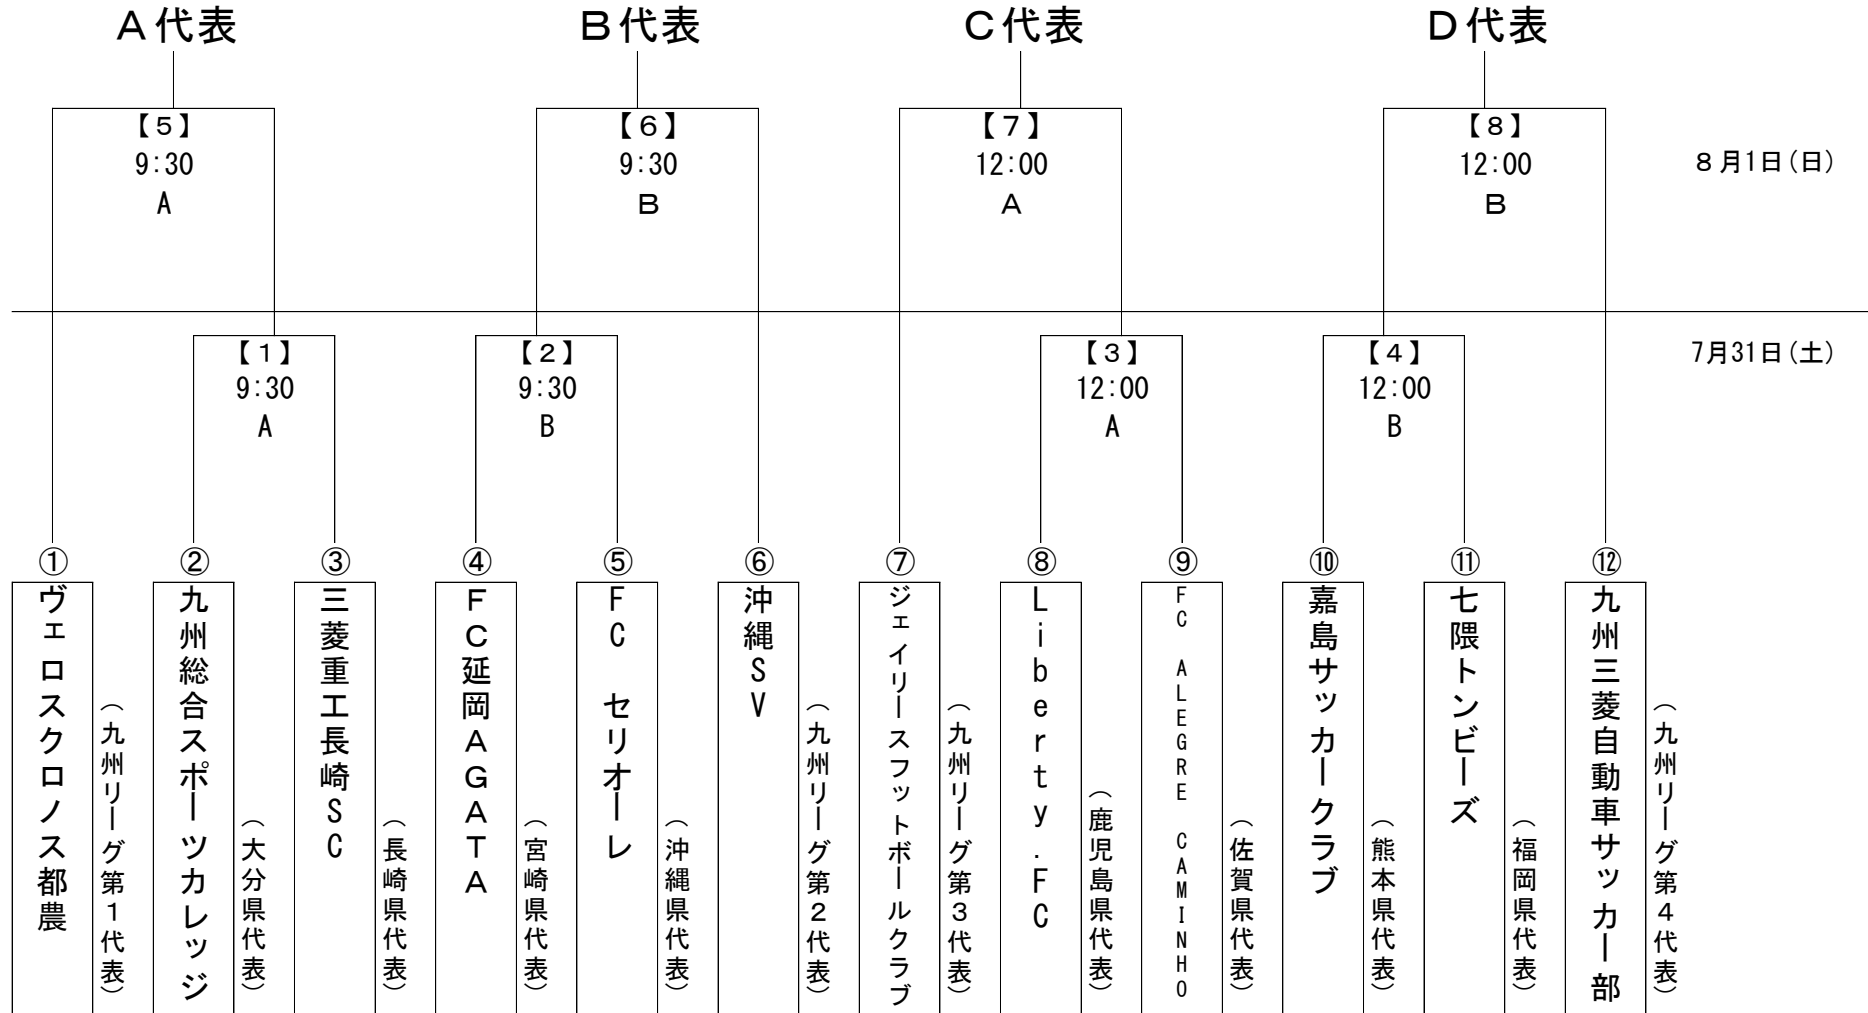 A代表
B代表
C代表
D代表
【5】
9:30
A
【6】
9:30
B
【7】
12:00
A
【8】
12:00
B
8月1日(日)
【1】
9:30
A
【2】
9:30
B
【3】
12:00
A
【4】
12:00
B
7月31日(土)
①
ヴェロスクロノス都農
(九州リーグ第1代表)
②
九州総合スポーツカレッジ
(大分県代表)
③
三菱重工長崎SC
(長崎県代表)
④
FC延岡AGATA
(宮崎県代表)
⑤
FC セリオーレ
(沖縄県代表)
⑥
沖縄SV
(九州リーグ第2代表)
⑦
ジェイリースフットボールクラブ
(九州リーグ第3代表)
⑧
Liberty.FC
(鹿児島県代表)
⑨
FC ALEGRE CAMINHO
(佐賀県代表)
⑩
嘉島サッカークラブ
(熊本県代表)
⑪
七隈トンビーズ
(福岡県代表)
⑫
九州三菱自動車サッカー部
(九州リーグ第4代表)